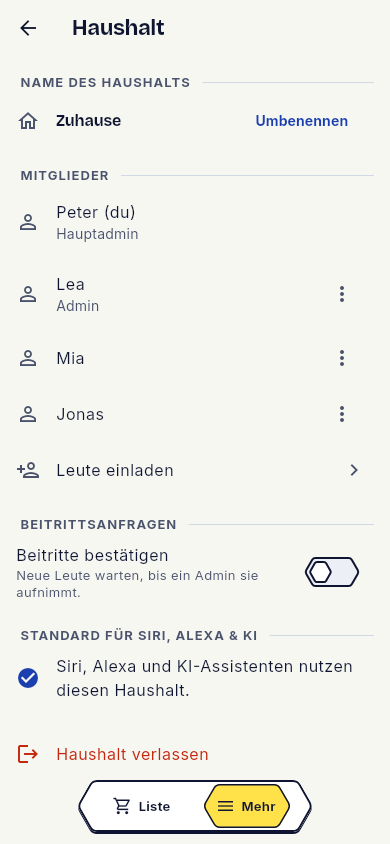 Haushalt
NAME DES HAUSHALTS
Zuhause
Umbenennen
MITGLIEDER
Peter (du)
Hauptadmin
Lea
Admin
Mia
Jonas
Leute einladen
BEITRITTSANFRAGEN
Beitritte bestätigen
Neue Leute warten, bis ein Admin sie
aufnimmt.
STANDARD FÜR SIRI, ALEXA & KI
Siri, Alexa und KI-Assistenten nutzen
diesen Haushalt.
Haushalt verlassen
Liste
Mehr